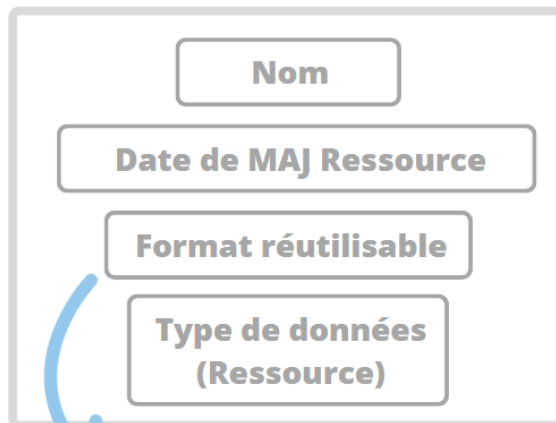 Nom
Date de MAJ Ressource
Format réutilisable
Type de données
(Ressource)